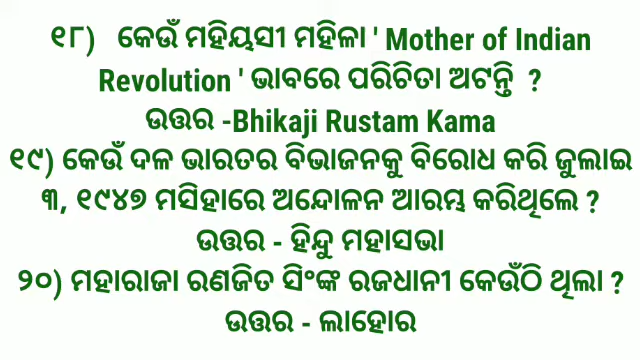 ୧୮) କେଉଁ ମହିୟସୀ ମହିଳା ' Mother of Indian
Revolution ' ଭାବରେ ପରିଚିତା ଅଟନ୍ତି ?
ଉତ୍ତର -Bhikaji Rustam Kama
୧୯) କେଉଁ ଦଳ ଭାରତର ବିଭାଜନକୁ ବିରୋଧ କରି ଜୁଲାଇ
୩, ୧୯୪୭ ମସିହାରେ ଅନ୍ଦୋଳନ ଆରମ୍ଭ କରିଥିଲେ ?
ଉତ୍ତର - ହିନ୍ଦୁ ମହାସଭା
୨୦) ମହାରାଜା ରଣଜିତ ସିଂଙ୍କ ରଜଧାନୀ କେଉଁଠି ଥିଲା ?
ଉତ୍ତର - ଲାହୋର